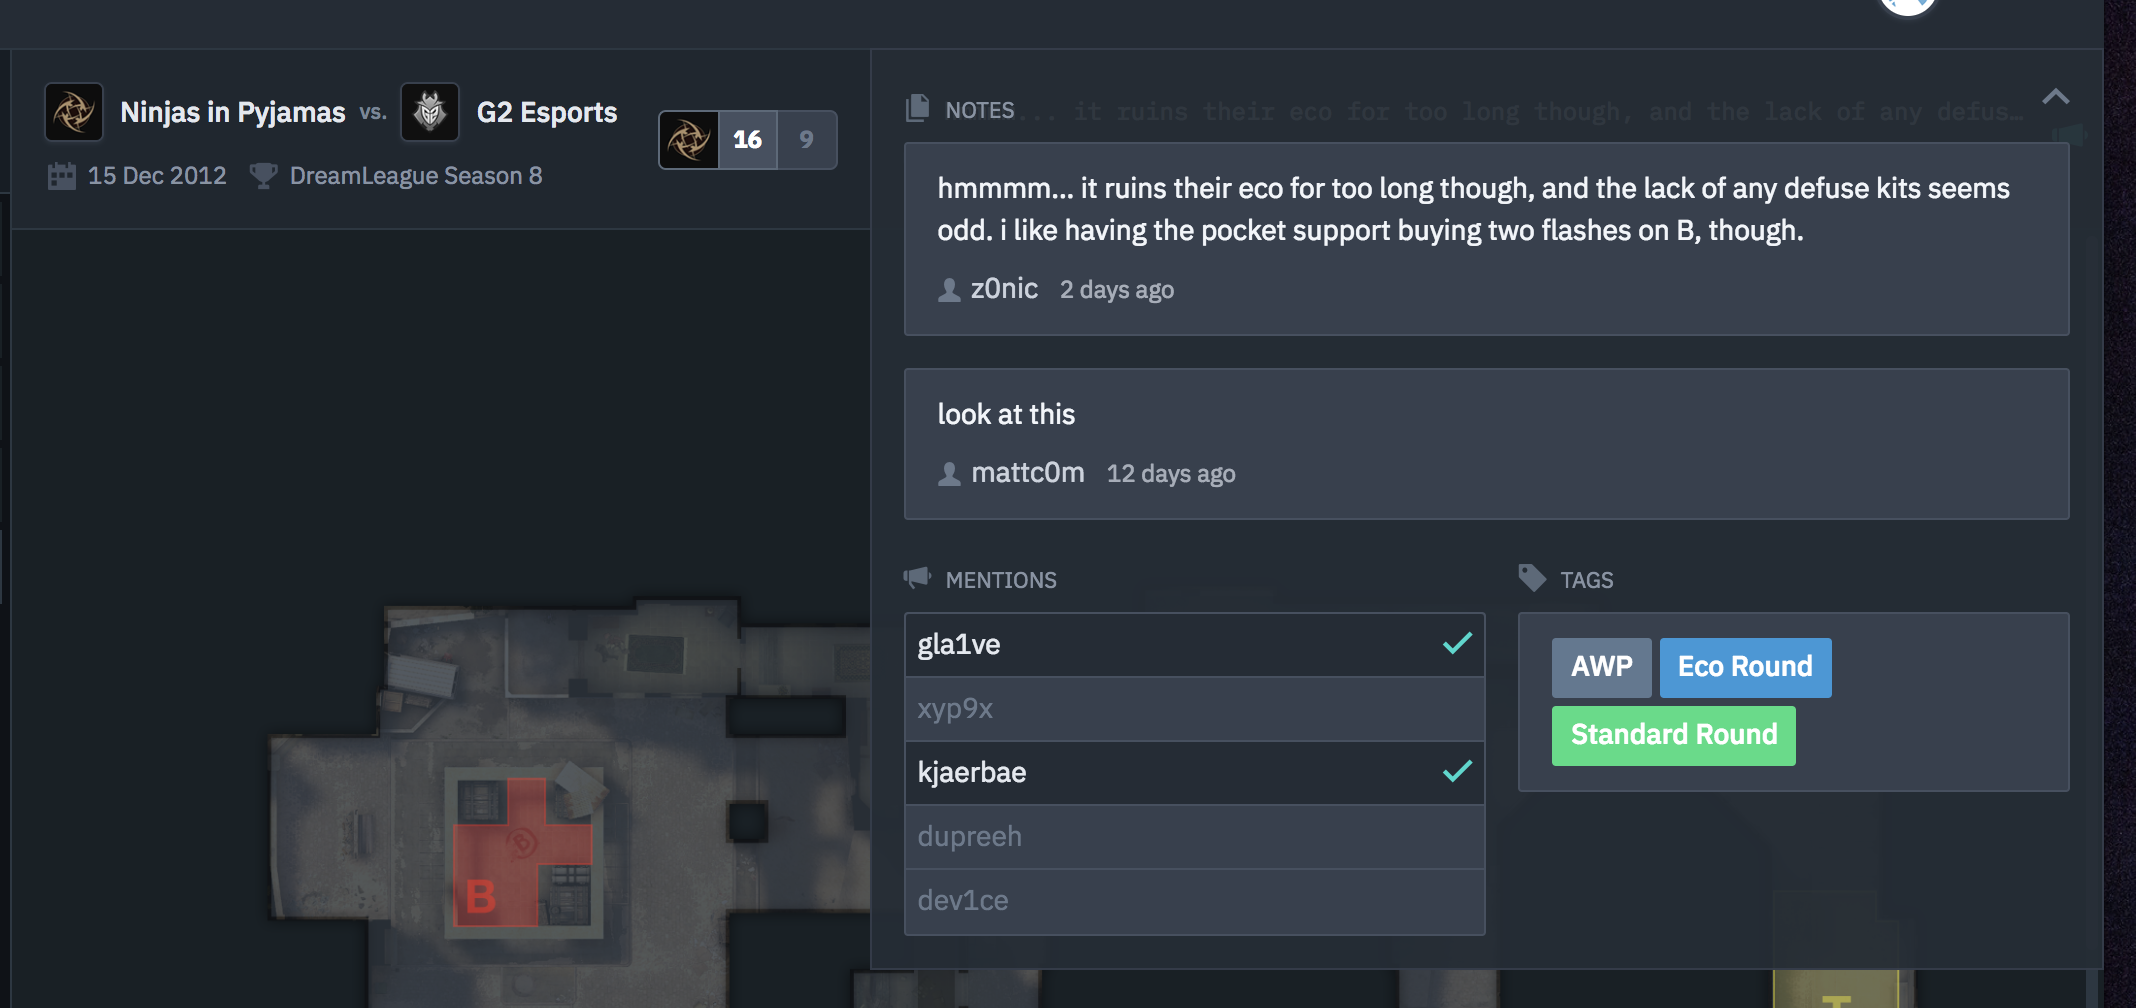 Ninjas in Pyjamas vs. G2 Esports
16 9
15 Dec 2012 DreamLeague Season 8
NOTES ... it ruins their eco for too long though, and the lack of any defus…
hmmmm... it ruins their eco for too long though, and the lack of any defuse kits seems
odd. i like having the pocket support buying two flashes on B, though.
z0nic 2 days ago
look at this
mattc0m 12 days ago
MENTIONS
gla1ve
xyp9x
kjaerbae
dupreeh
dev1ce
TAGS
AWP Eco Round
Standard Round
B
B
T